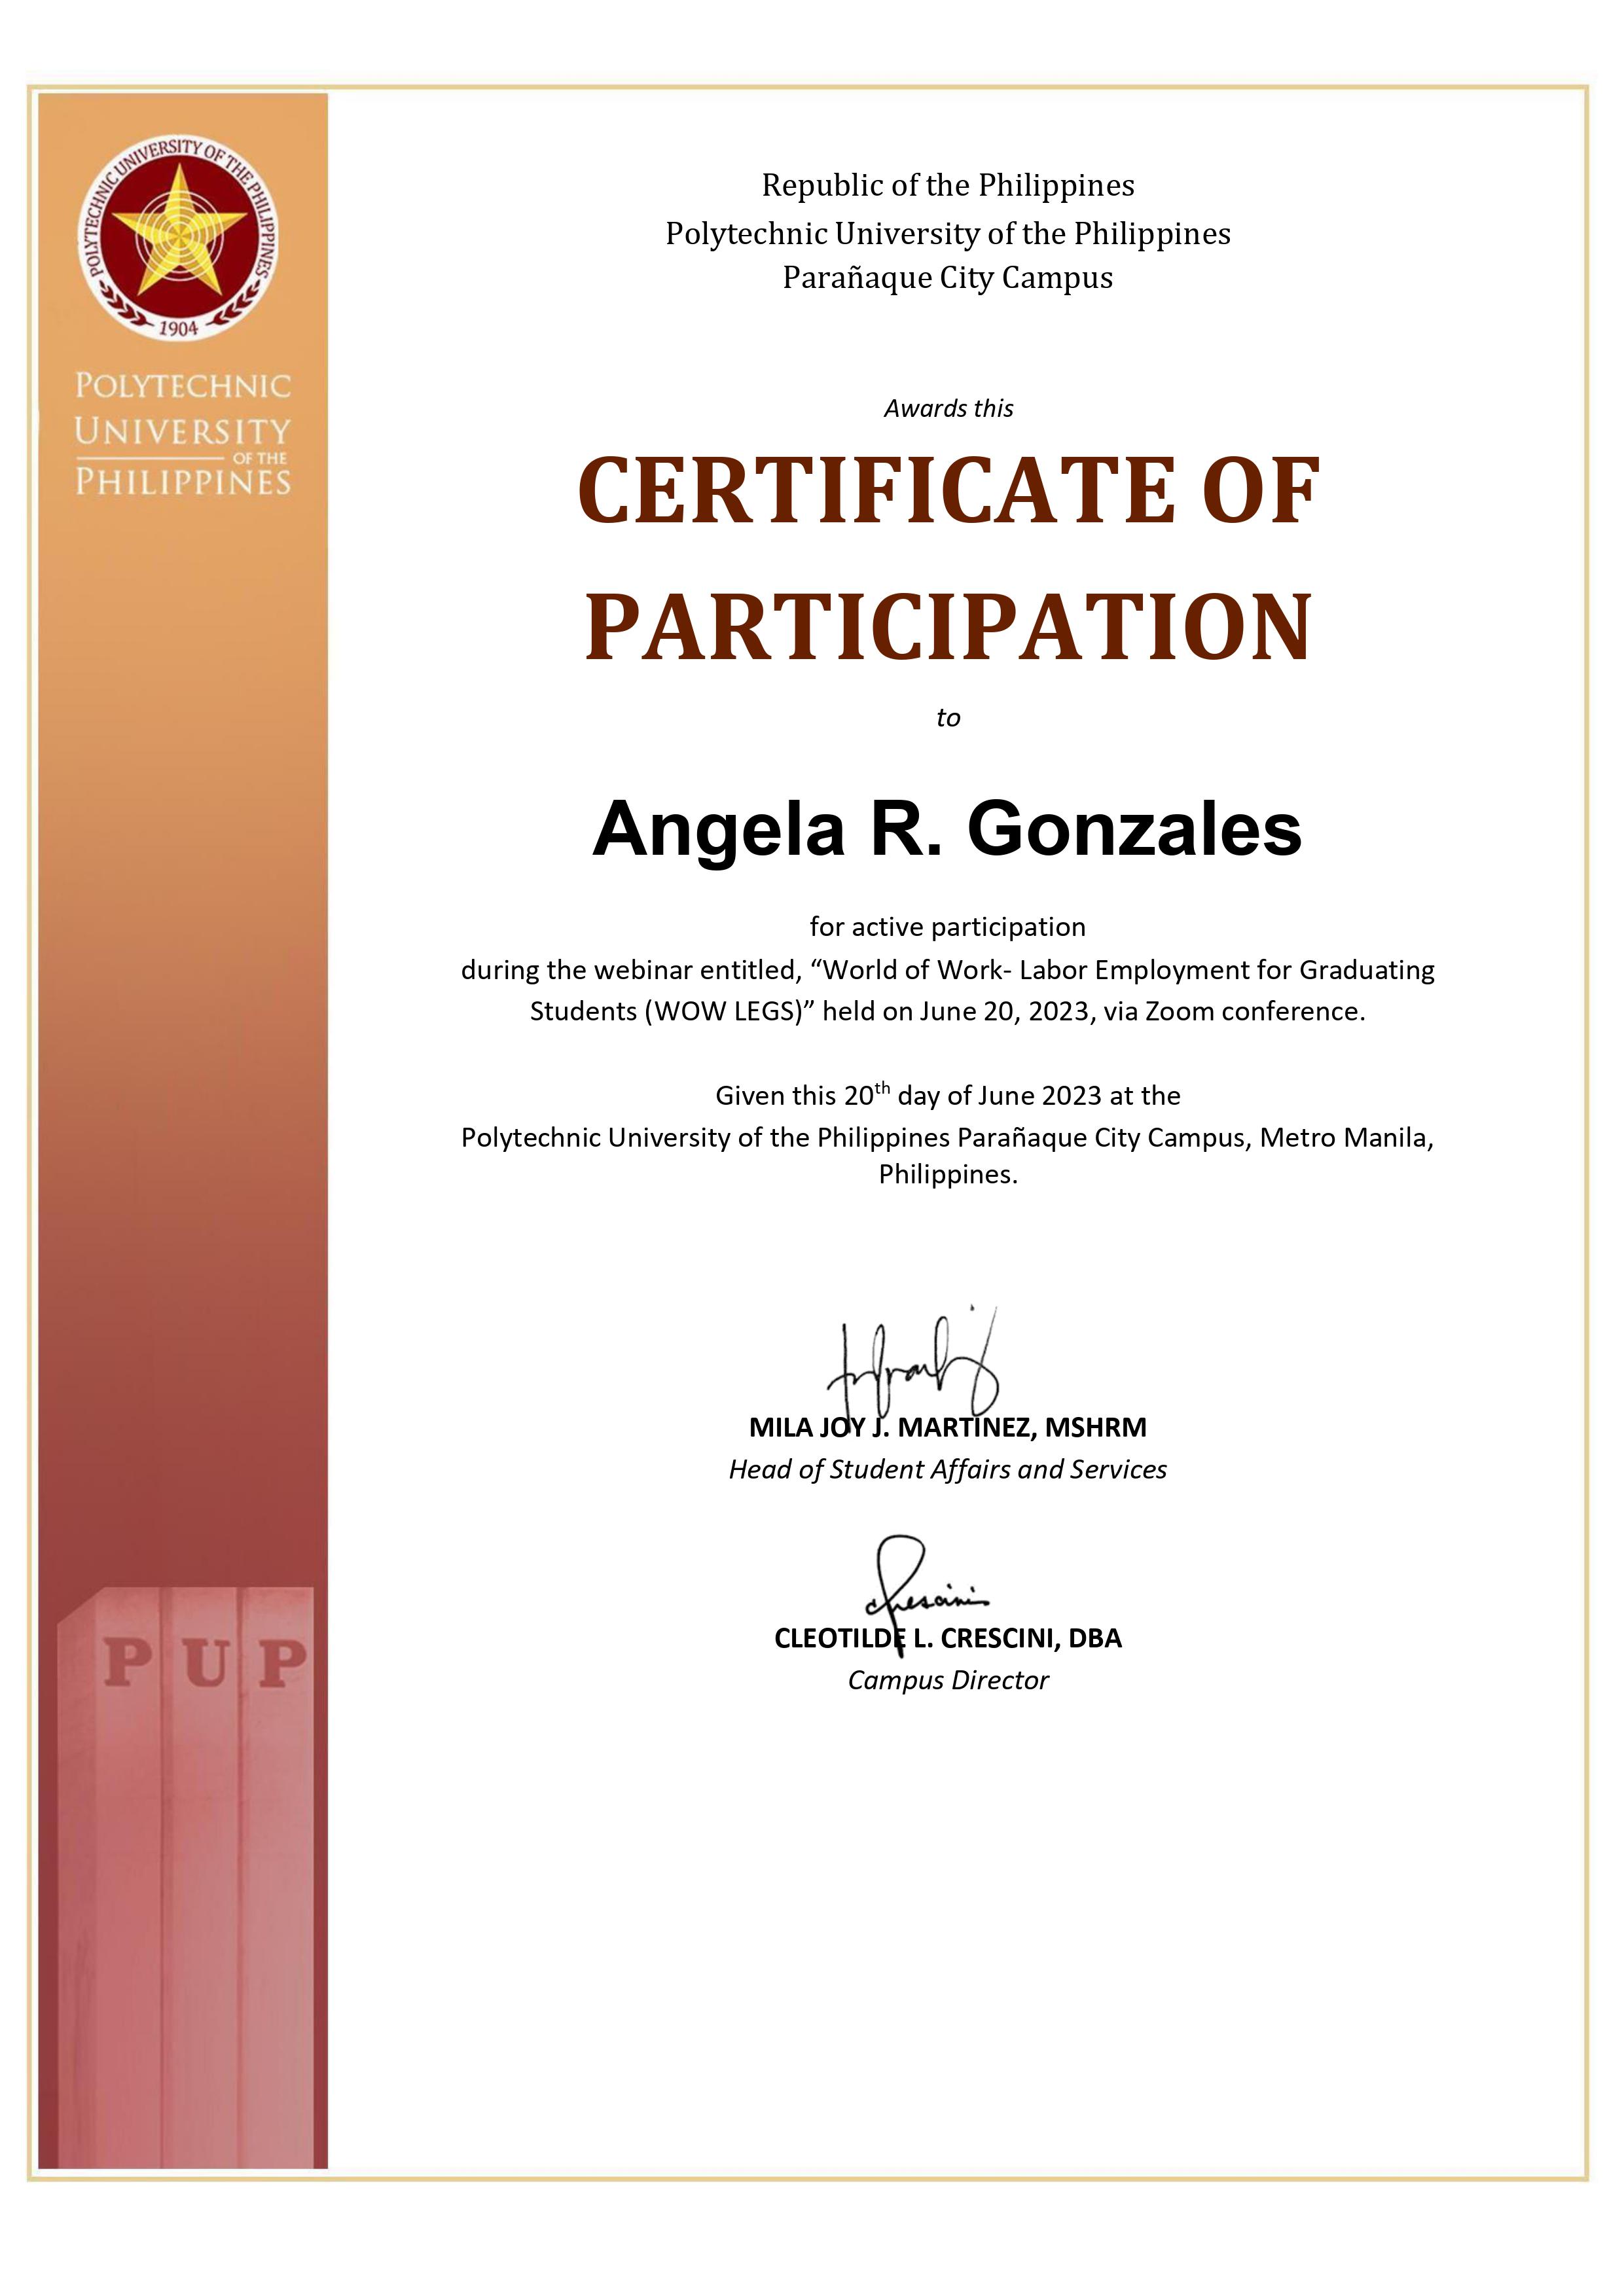 POLYTECHNIC UNIVERSITY OF THE PHILIPPINES
1904
POLYTECHNIC
UNIVERSITY
OF THE
PHILIPPINES
Republic of the Philippines
Polytechnic University of the Philippines
Parañaque City Campus
Awards this
CERTIFICATE OF
PARTICIPATION
to
Angela R. Gonzales
for active participation
during the webinar entitled, “World of Work- Labor Employment for Graduating
Students (WOW LEGS)” held on June 20, 2023, via Zoom conference.
Given this 20th day of June 2023 at the
Polytechnic University of the Philippines Parañaque City Campus, Metro Manila,
Philippines.
MILA JOY J. MARTINEZ, MSHRM
Head of Student Affairs and Services
CLEOTILDE L. CRESCINI, DBA
Campus Director
PUP